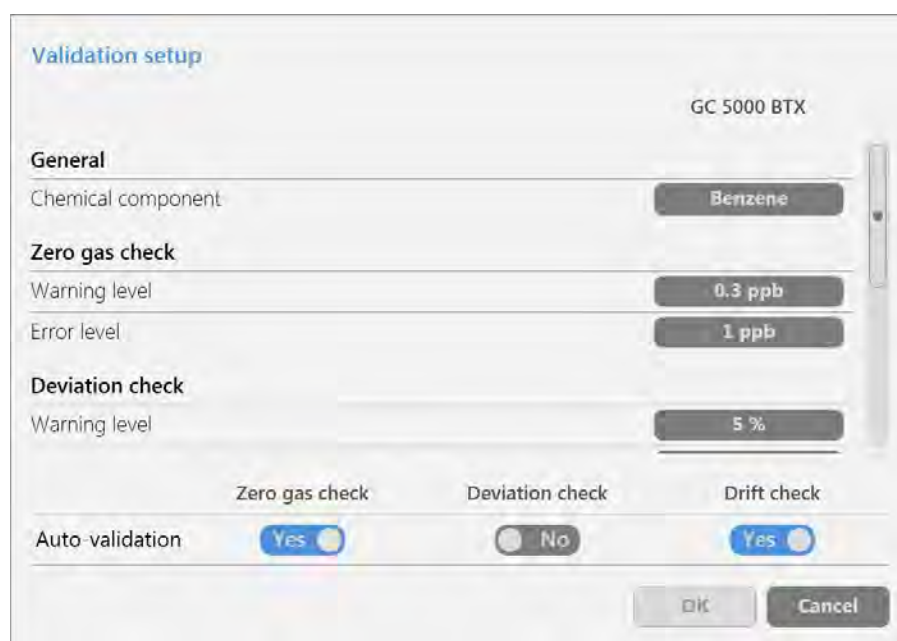 Validation setup
GC 5000 BTX
General
Chemical component Benzene
Zero gas check
Warning level 0.3 ppb
Error level 1 ppb
Deviation check
Warning level 5 %
Zero gas check Deviation check Drift check
Auto-validation Yes No Yes
OK Cancel